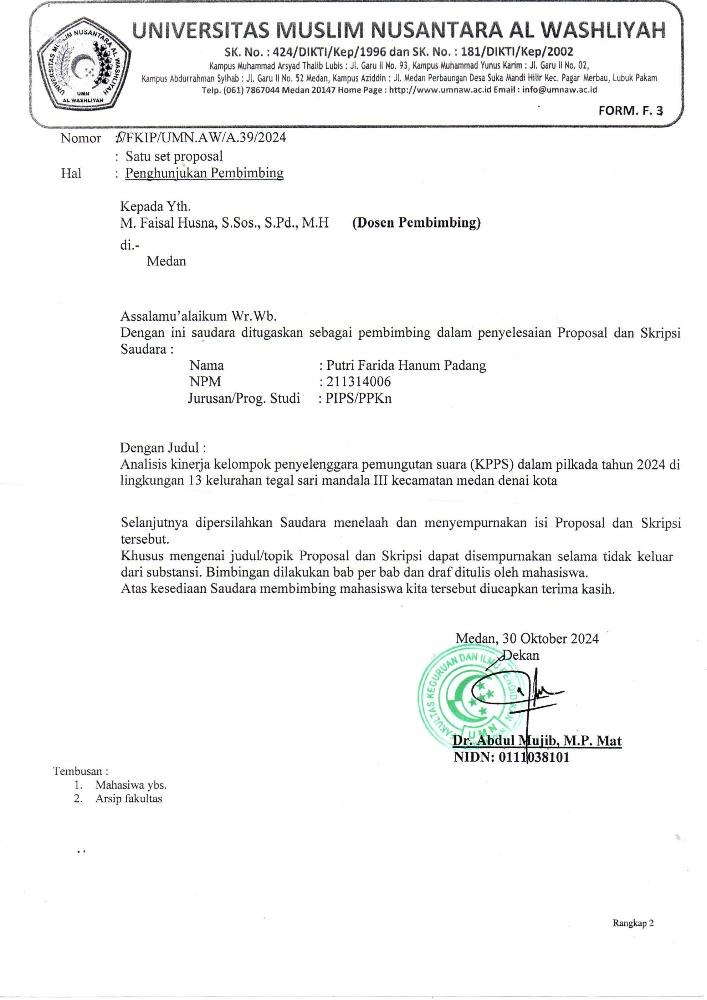 UNIVERSITAS MUSLIM NUSANTARA AL WASHLIYAH
UMN
AL WASHLIYAH
UNIVERSITAS MUSLIM NUSANTARA AL WASHLIYAH
SK. No. : 424/DIKTI/Kep/1996 dan SK. No. : 181/DIKTI/Kep/2002
Kampus Muhammad Arsyad Thalib Lubis : Jl. Garu II No. 93, Kampus Muhammad Yunus Karim : Jl. Garu II No. 02,
Kampus Abdurrahman Syihab : Jl. Garu II No. 52 Medan, Kampus Aziddin : Jl. Medan Perbaungan Desa Suka Mandi Hilir Kec. Pagar Merbau, Lubuk Pakam
Telp. (061) 7867044 Medan 20147 Home Page : http://www.umnaw.ac.id Email : info@umnaw.ac.id
FORM. F. 3
Nomor : /FKIP/UMN.AW/A.39/2024
: Satu set proposal
Hal : Penghunjukan Pembimbing
Kepada Yth.
M. Faisal Husna, S.Sos., S.Pd., M.H (Dosen Pembimbing)
di.-
Medan
Assalamu’alaikum Wr.Wb.
Dengan ini saudara ditugaskan sebagai pembimbing dalam penyelesaian Proposal dan Skripsi
Saudara :
Nama : Putri Farida Hanum Padang
NPM : 211314006
Jurusan/Prog. Studi : PIPS/PPKn
Dengan Judul :
Analisis kinerja kelompok penyelenggara pemungutan suara (KPPS) dalam pilkada tahun 2024 di
lingkungan 13 kelurahan tegal sari mandala III kecamatan medan denai kota
Selanjutnya dipersilahkan Saudara menelaah dan menyempurnakan isi Proposal dan Skripsi
tersebut.
Khusus mengenai judul/topik Proposal dan Skripsi dapat disempurnakan selama tidak keluar
dari substansi. Bimbingan dilakukan bab per bab dan draf ditulis oleh mahasiswa.
Atas kesediaan Saudara membimbing mahasiswa kita tersebut diucapkan terima kasih.
Medan, 30 Oktober 2024
Dekan
FAKULTAS KEGURUAN DAN ILMU PENDIDIKAN
UMN
Dr. Abdul Mujib, M.P. Mat
NIDN: 0111038101
Tembusan :
1. Mahasiwa ybs.
2. Arsip fakultas
Rangkap 2